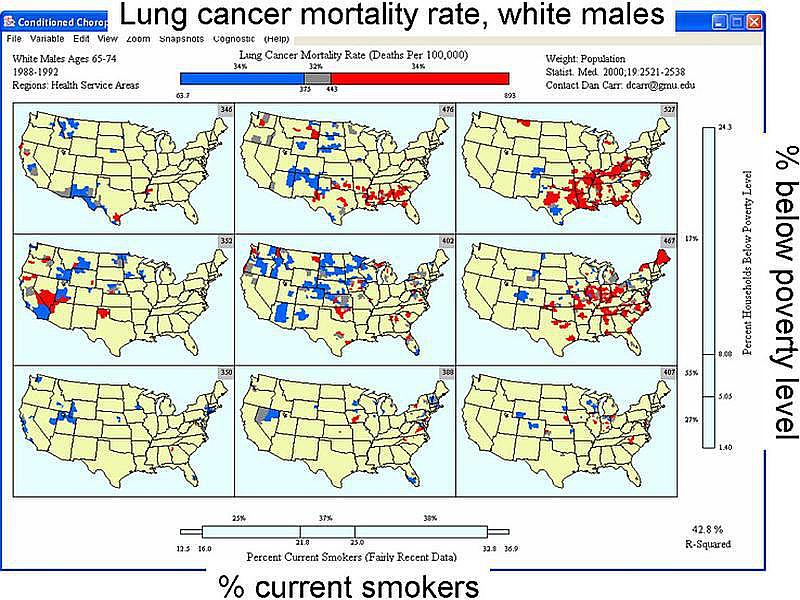 Lung cancer mortality rate, white males
Conditioned Chorop
File Variable Edit View Zoom Snapshots Cognostic (Help)
White Males Ages 65-74
1988-1992
Regions: Health Service Areas
Lung Cancer Mortality Rate (Deaths Per 100,000)
34% 32% 34%
63.7 375 443 893
Weight: Population
Statist. Med. 2000;19:2521-2538
Contact Dan Carr: dcarr@gmu.edu
346 476 527
352 402 467
350 388 407
24.3
17%
8.08
35%
5.05
27%
1.40
Percent Households Below Poverty Level
% below poverty level
25% 37% 38%
12.5 16.0 21.8 25.0 32.8 36.9
Percent Current Smokers (Fairly Recent Data)
42.8 %
R-Squared
% current smokers